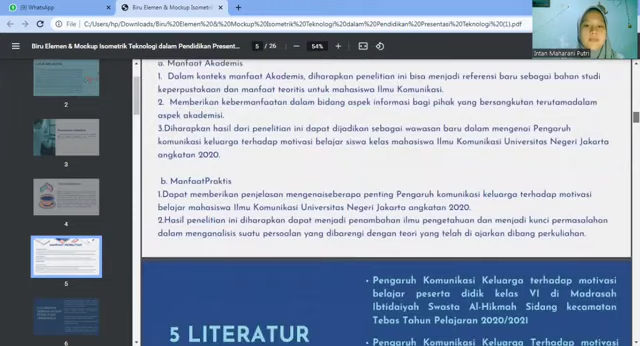 (9) WhatsApp
Biru Elemen & Mockup Isometri
File
C:/Users/hp/Downloads/Biru%20Elemen%20&%20Mockup%20Isometrik%20Teknologi%20dalam%20Pendidikan%20Presentasi%20Teknologi%20(1).pdf
Biru Elemen & Mockup Isometrik Teknologi dalam Pendidikan Present...
5 / 26
54%
Intan Maharani Putri
2
3
4
5
6
a. Manfaat Akademis
1. Dalam konteks manfaat Akademis, diharapkan penelitian ini bisa menjadi referensi baru sebagai bahan studi
keperpustakaan dan manfaat teoritis untuk mahasiswa Ilmu Komunikasi.
2. Memberikan kebermanfaatan dalam bidang aspek informasi bagi pihak yang bersangkutan terutamadalam
aspek akademisi.
3.Diharapkan hasil dari penelitian ini dapat dijadikan sebagai wawasan baru dalam mengenai Pengaruh
komunikasi keluarga terhadap motivasi belajar siswa kelas mahasiswa Ilmu Komunikasi Universitas Negeri Jakarta
angkatan 2020.
b. ManfaatPraktis
1.Dapat memberikan penjelasan mengenaiseberapa penting Pengaruh komunikasi keluarga terhadap motivasi
belajar mahasiswa Ilmu Komunikasi Universitas Negeri Jakarta angkatan 2020.
2.Hasil penelitian ini diharapkan dapat menjadi penambahan ilmu pengetahuan dan menjadi kunci permasalahan
dalam menganalisis suatu persoalan yang dibarengi dengan teori yang telah di ajarkan dibang perkuliahan.
5 LITERATUR
• Pengaruh Komunikasi Keluarga terhadap motivasi
belajar peserta didik kelas VI di Madrasah
Ibtidaiyah Swasta Al-Hikmah Sidang kecamatan
Tebas Tahun Pelajaran 2020/2021
• Pengaruh Komunikasi Keluarga Terhadap motivasi